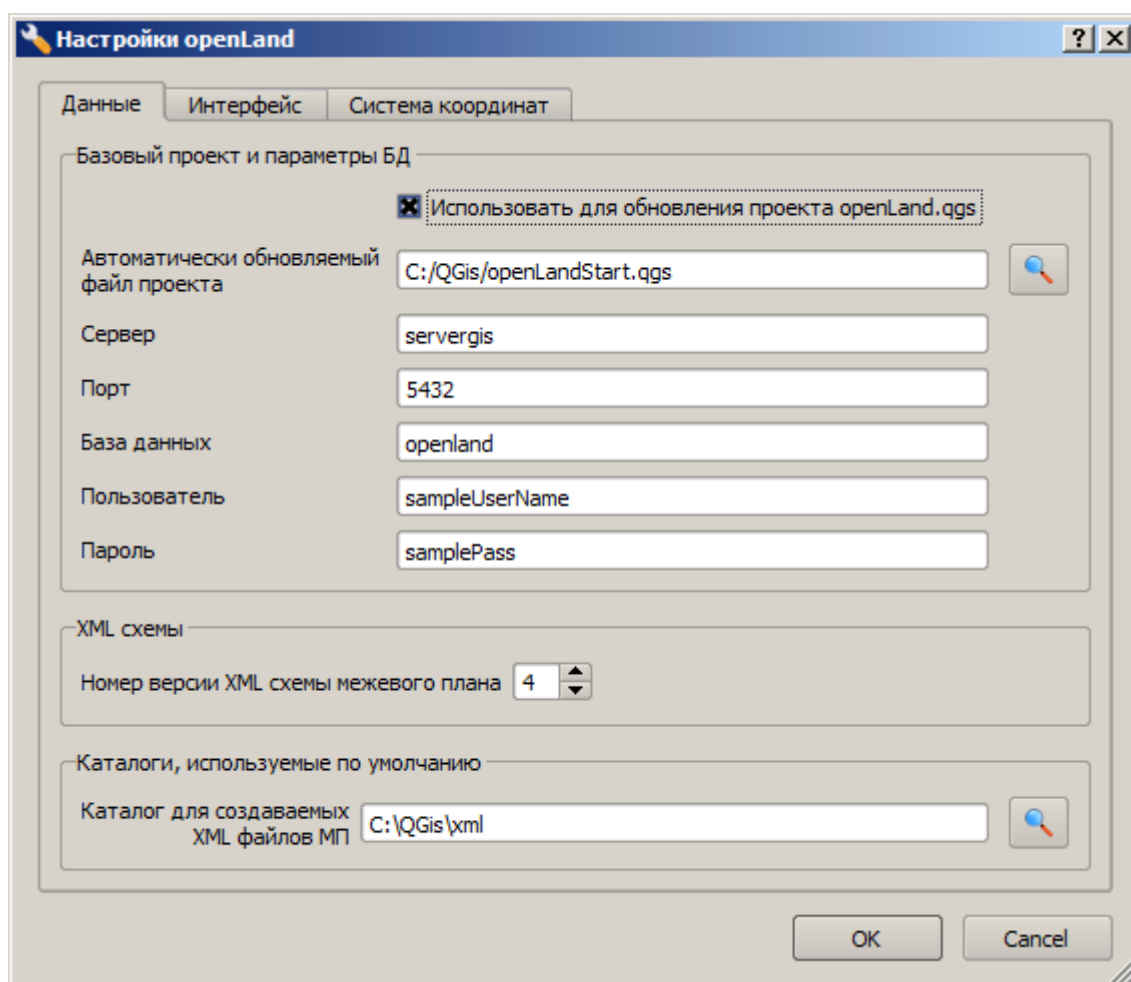 Настройки openLand
Данные
Интерфейс
Система координат
Базовый проект и параметры БД
Использовать для обновления проекта openLand.qgs
Автоматически обновляемый
файл проекта
C:/QGis/openLandStart.qgs
Сервер
servergis
Порт
5432
База данных
openland
Пользователь
sampleUserName
Пароль
samplePass
XML схемы
Номер версии XML схемы межевого плана
4
Каталоги, используемые по умолчанию
Каталог для создаваемых
XML файлов МП
C:\QGis\xml
OK
Cancel